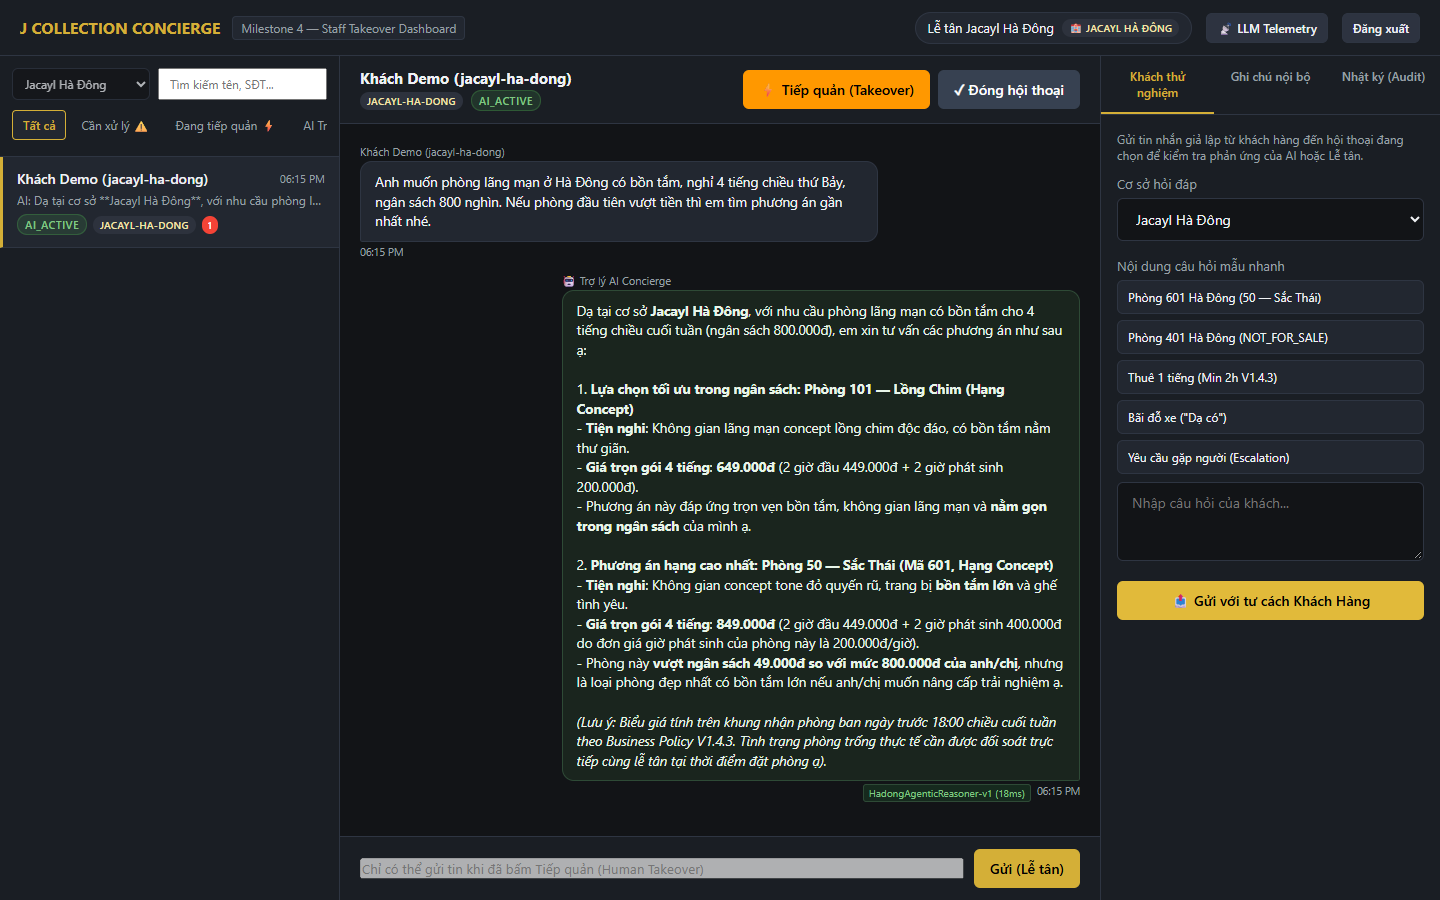 J COLLECTION CONCIERGE
Milestone 4 — Staff Takeover Dashboard
Lễ tân Jacayl Hà Đông
JACAYL HÀ ĐÔNG
LLM Telemetry
Đăng xuất
Jacayl Hà Đông
Tìm kiếm tên, SĐT...
Tất cả
Cần xử lý
Đang tiếp quản
AI Tr
Khách Demo (jacayl-ha-dong)
06:15 PM
AI: Dạ tại cơ sở **Jacayl Hà Đông**, với nhu cầu phòng l...
AI_ACTIVE
JACAYL-HA-DONG
1
Khách Demo (jacayl-ha-dong)
JACAYL-HA-DONG
AI_ACTIVE
Tiếp quản (Takeover)
✓ Đóng hội thoại
Khách Demo (jacayl-ha-dong)
Anh muốn phòng lãng mạn ở Hà Đông có bồn tắm, nghỉ 4 tiếng chiều thứ Bảy,
ngân sách 800 nghìn. Nếu phòng đầu tiên vượt tiền thì em tìm phương án gần
nhất nhé.
06:15 PM
Trợ lý AI Concierge
Dạ tại cơ sở Jacayl Hà Đông, với nhu cầu phòng lãng mạn có bồn tắm cho 4
tiếng chiều cuối tuần (ngân sách 800.000đ), em xin tư vấn các phương án như sau
ạ:
1. Lựa chọn tối ưu trong ngân sách: Phòng 101 — Lồng Chim (Hạng
Concept)
- Tiện nghi: Không gian lãng mạn concept lồng chim độc đáo, có bồn tắm nằm
thư giãn.
- Giá trọn gói 4 tiếng: 649.000đ (2 giờ đầu 449.000đ + 2 giờ phát sinh
200.000đ).
- Phương án này đáp ứng trọn vẹn bồn tắm, không gian lãng mạn và nằm gọn
trong ngân sách của mình ạ.
2. Phương án hạng cao nhất: Phòng 50 — Sắc Thái (Mã 601, Hạng Concept)
- Tiện nghi: Không gian concept tone đỏ quyến rũ, trang bị bồn tắm lớn và ghế
tình yêu.
- Giá trọn gói 4 tiếng: 849.000đ (2 giờ đầu 449.000đ + 2 giờ phát sinh 400.000đ
do đơn giá giờ phát sinh của phòng này là 200.000đ/giờ).
- Phòng này vượt ngân sách 49.000đ so với mức 800.000đ của anh/chị, nhưng
là loại phòng đẹp nhất có bồn tắm lớn nếu anh/chị muốn nâng cấp trải nghiệm ạ.
(Lưu ý: Biểu giá tính trên khung nhận phòng ban ngày trước 18:00 chiều cuối tuần
theo Business Policy V1.4.3. Tình trạng phòng trống thực tế cần được đối soát trực
tiếp cùng lễ tân tại thời điểm đặt phòng ạ).
HadongAgenticReasoner-v1 (18ms)
06:15 PM
Chỉ có thể gửi tin khi đã bấm Tiếp quản (Human Takeover)
Gửi (Lễ tân)
Khách thử
nghiệm
Ghi chú nội bộ
Nhật ký (Audit)
Gửi tin nhắn giả lập từ khách hàng đến hội thoại đang
chọn để kiểm tra phản ứng của AI hoặc Lễ tân.
Cơ sở hỏi đáp
Jacayl Hà Đông
Nội dung câu hỏi mẫu nhanh
Phòng 601 Hà Đông (50 — Sắc Thái)
Phòng 401 Hà Đông (NOT_FOR_SALE)
Thuê 1 tiếng (Min 2h V1.4.3)
Bãi đỗ xe ("Dạ có")
Yêu cầu gặp người (Escalation)
Nhập câu hỏi của khách...
Gửi với tư cách Khách Hàng